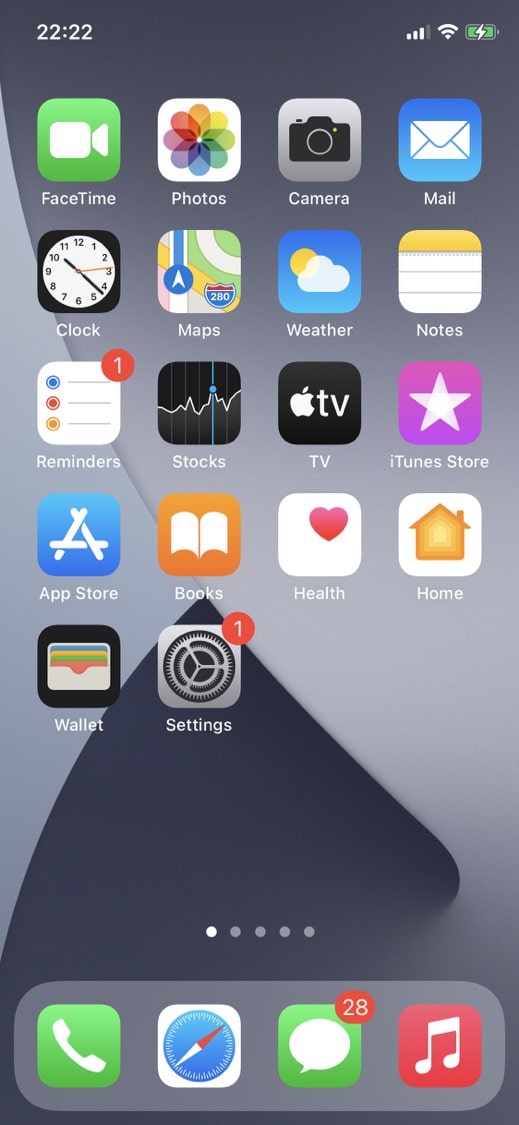 22:22
FaceTime Photos Camera Mail
12 1 2 3 4 5 6 7 8 9 10 11
280
Clock Maps Weather Notes
1
tv
Reminders Stocks TV iTunes Store
App Store Books Health Home
1
Wallet Settings
28